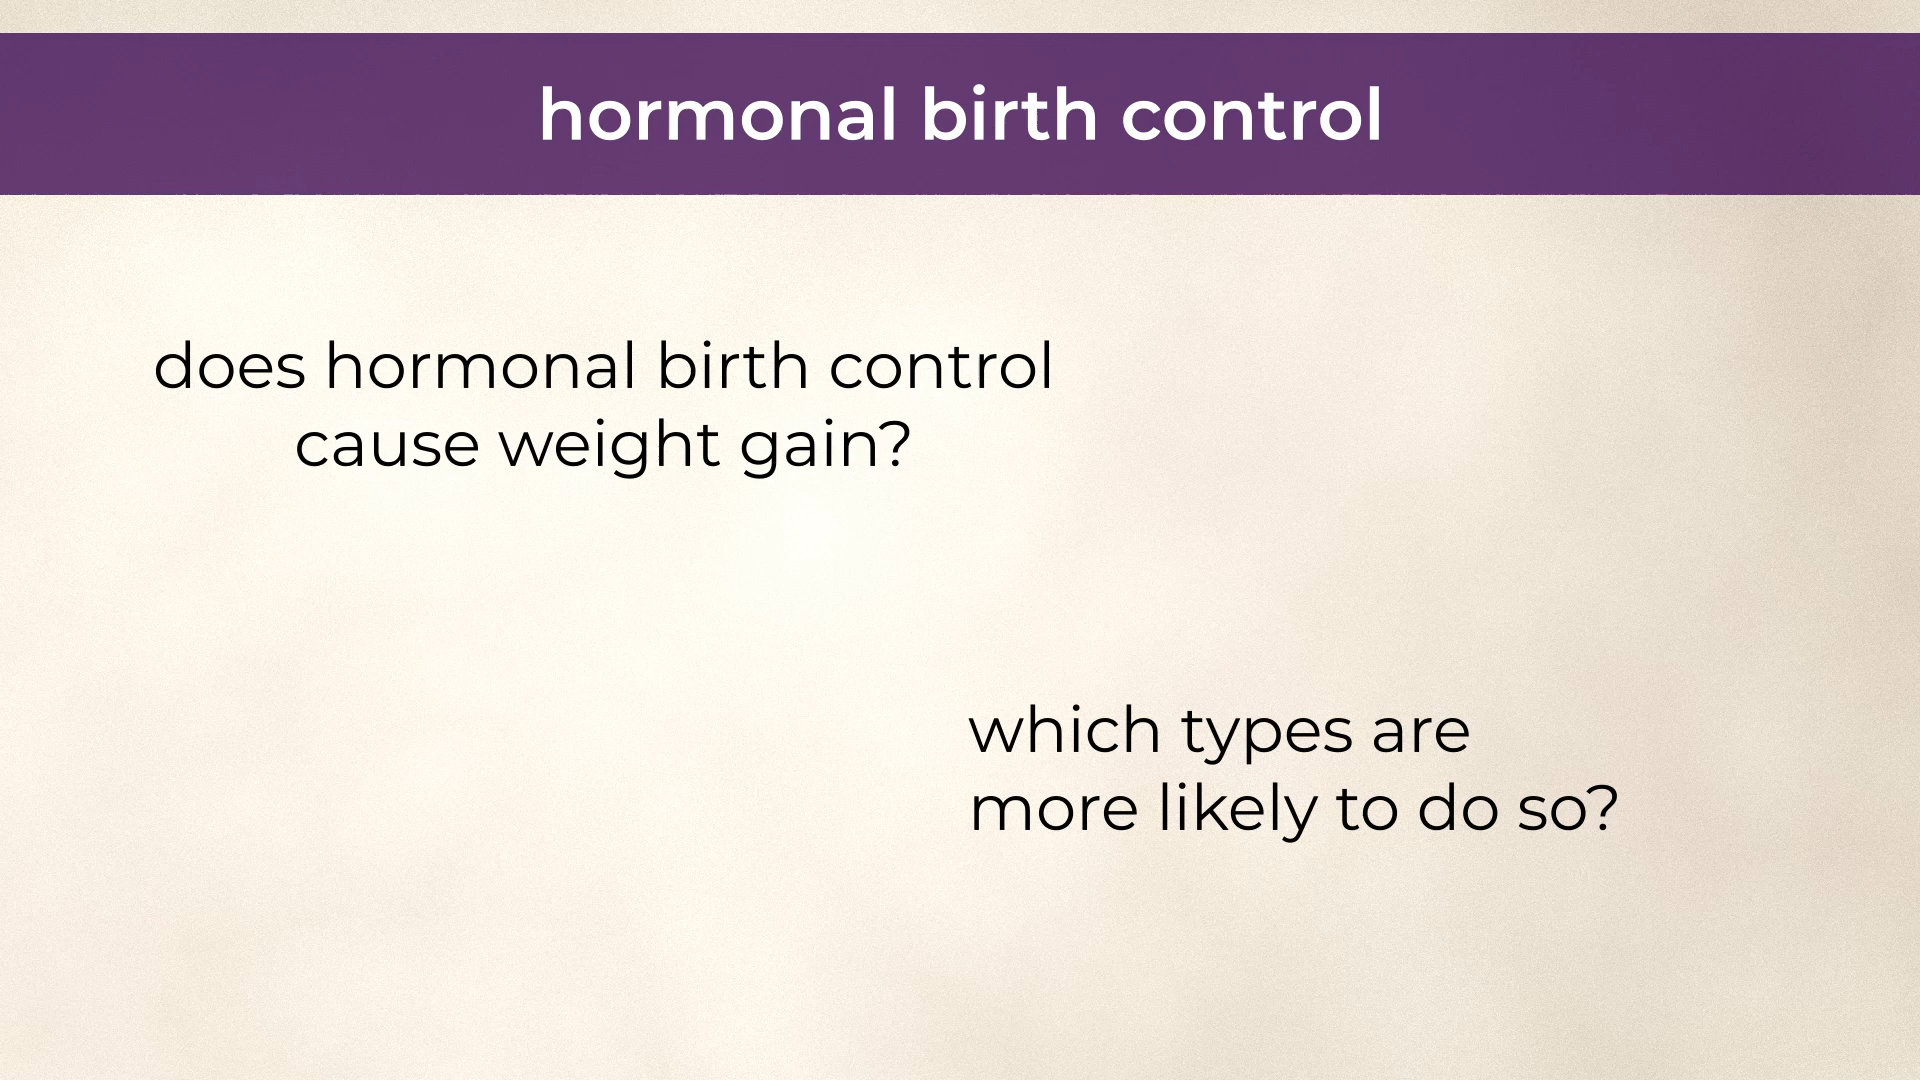 hormonal birth control
does hormonal birth control
cause weight gain?
which types are
more likely to do so?